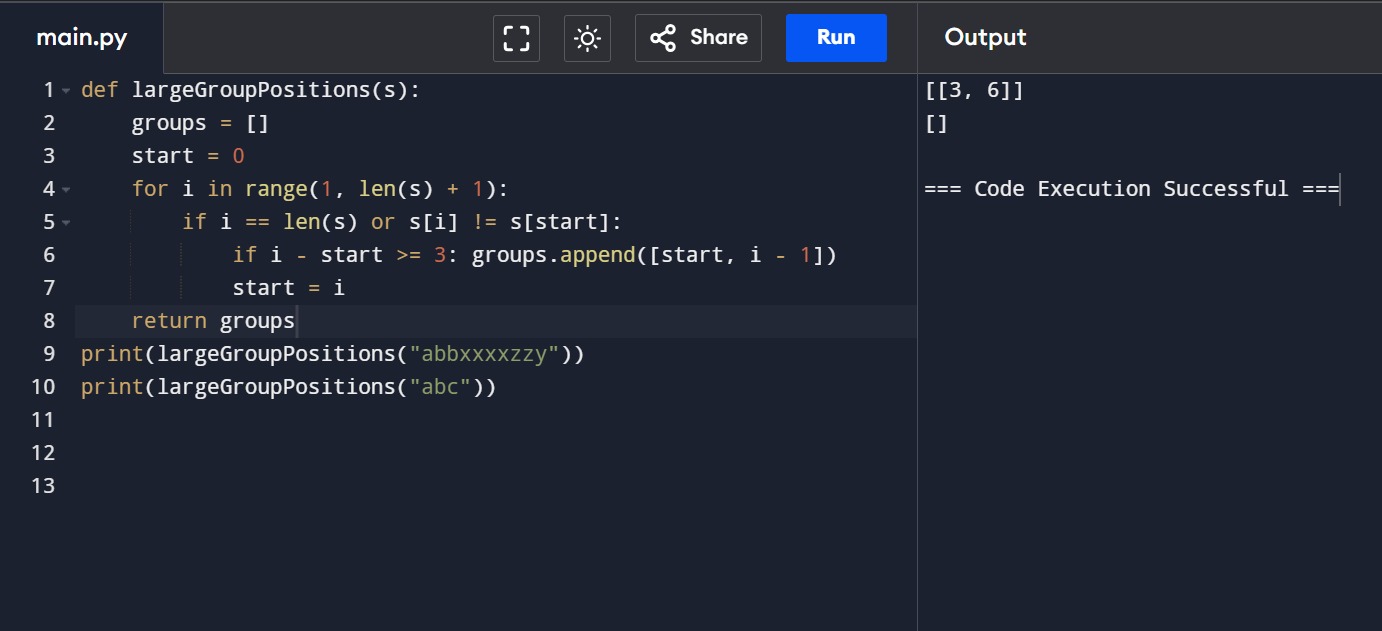 main.py
Share
Run
Output
1 def largeGroupPositions(s):
2     groups = []
3     start = 0
4     for i in range(1, len(s) + 1):
5         if i == len(s) or s[i] != s[start]:
6             if i - start >= 3: groups.append([start, i - 1])
7             start = i
8     return groups
9 print(largeGroupPositions("abbxxxxzzy"))
10 print(largeGroupPositions("abc"))
11
12
13
[[3, 6]]
[]
=== Code Execution Successful ===